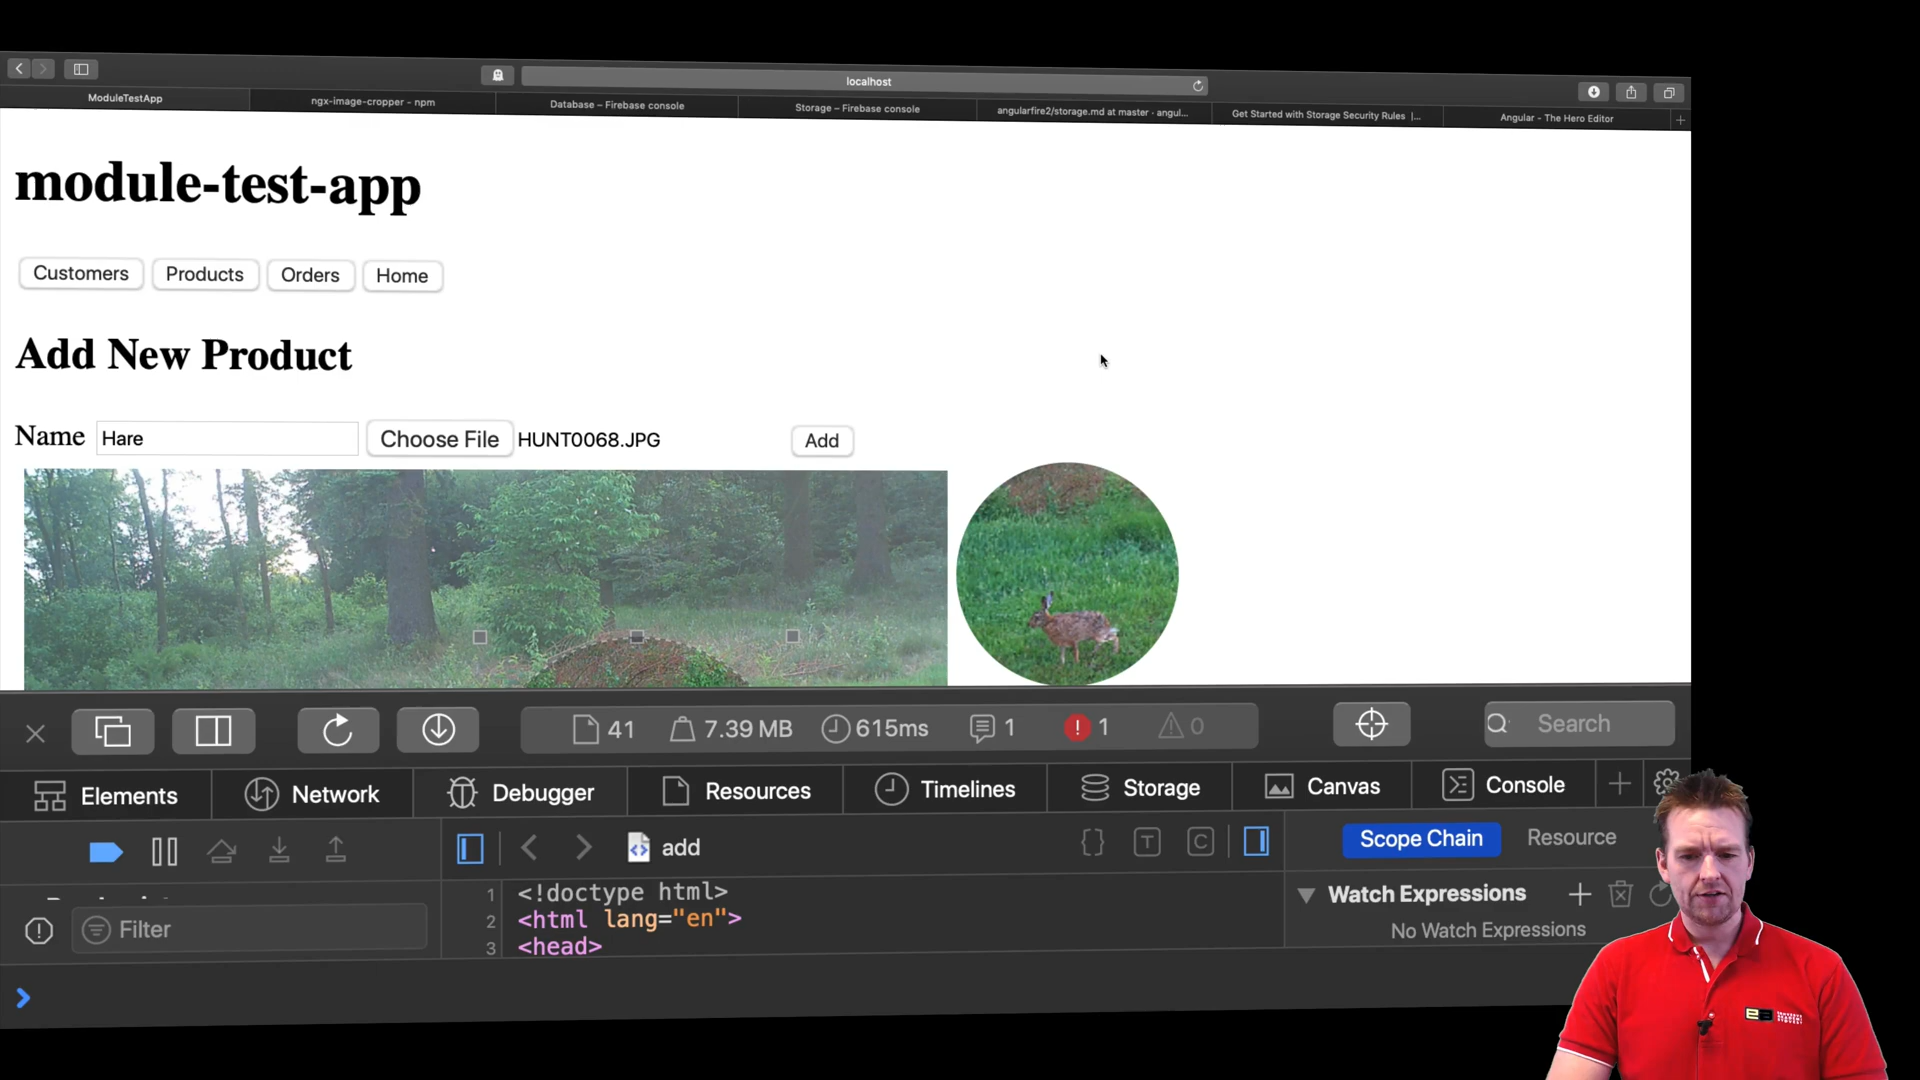 localhost
ModuleTestApp
ngx-image-cropper - npm
Database – Firebase console
Storage – Firebase console
angularfire2/storage.md at master · angul...
Get Started with Storage Security Rules |...
Angular - The Hero Editor
module-test-app
Customers Products Orders Home
Add New Product
Name Hare Choose File HUNT0068.JPG Add
41 7.39 MB 615ms 1 1 0 Search
Elements Network Debugger Resources Timelines Storage Canvas Console
add Scope Chain Resource
1 <!doctype html>
2 <html lang="en">
3 <head>
Filter
Watch Expressions
No Watch Expressions